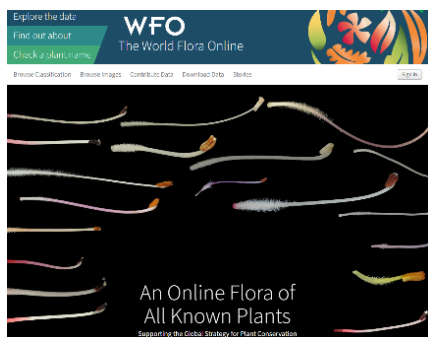 Explore the data
Find out about
Check a plant name
WFO
The World Flora Online
Browse Classification Browse Images Contribute Data Download Data Stories
Sign in
An Online Flora of
All Known Plants
Supporting the Global Strategy for Plant Conservation